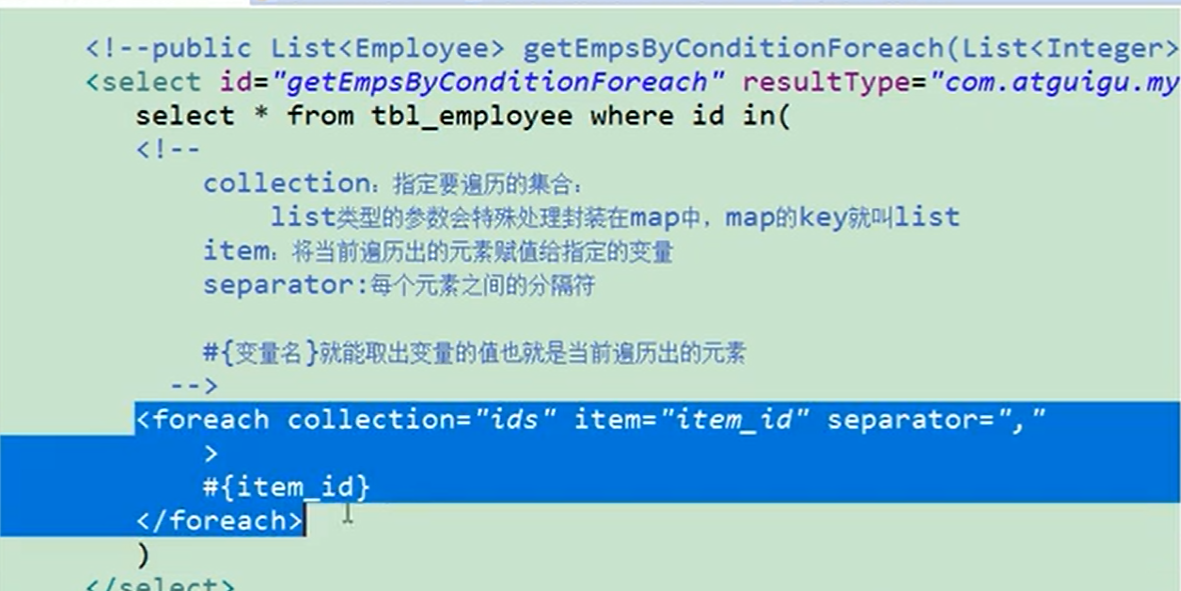 <!--public List<Employee> getEmpsByConditionForeach(List<Integer>
<select id="getEmpsByConditionForeach" resultType="com.atguigu.my
select * from tbl_employee where id in(
<!--
collection：指定要遍历的集合：
list类型的参数会特殊处理封装在map中，map的key就叫list
item：将当前遍历出的元素赋值给指定的变量
separator:每个元素之间的分隔符
#{变量名}就能取出变量的值也就是当前遍历出的元素
-->
<foreach collection="ids" item="item_id" separator=","
>
#{item_id}
</foreach>
)
</select>